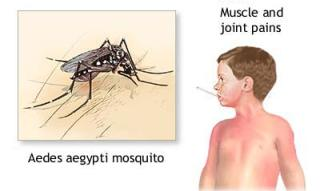 Muscle and
joint pains
Aedes aegypti mosquito